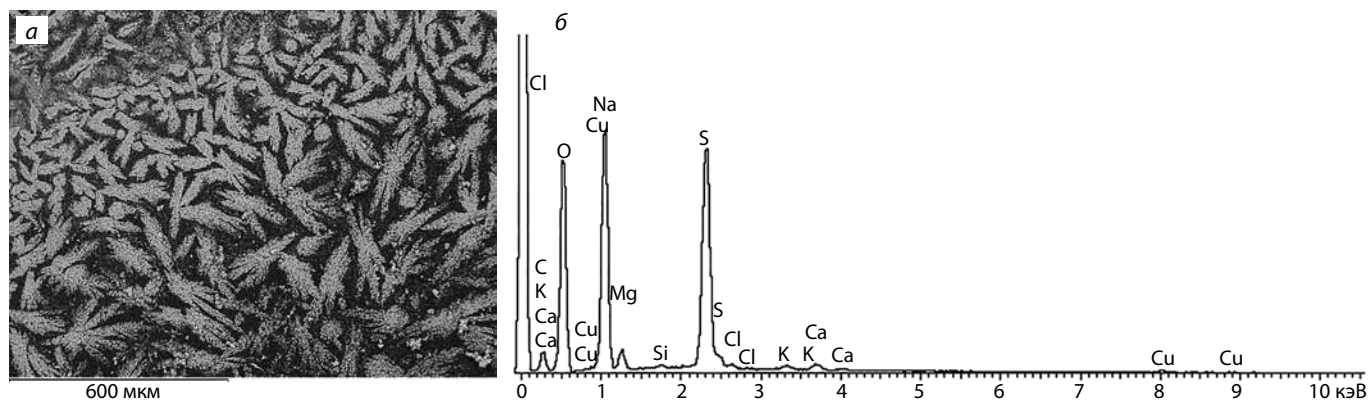 а
600 мкм
б
Cl
Na
Cu
O
S
C
K
Ca
Ca
Mg
S
Cu
Cu
Si
Cl
Cl
K
Ca
K
Ca
Cu
Cu
0 1 2 3 4 5 6 7 8 9 10 кэВ